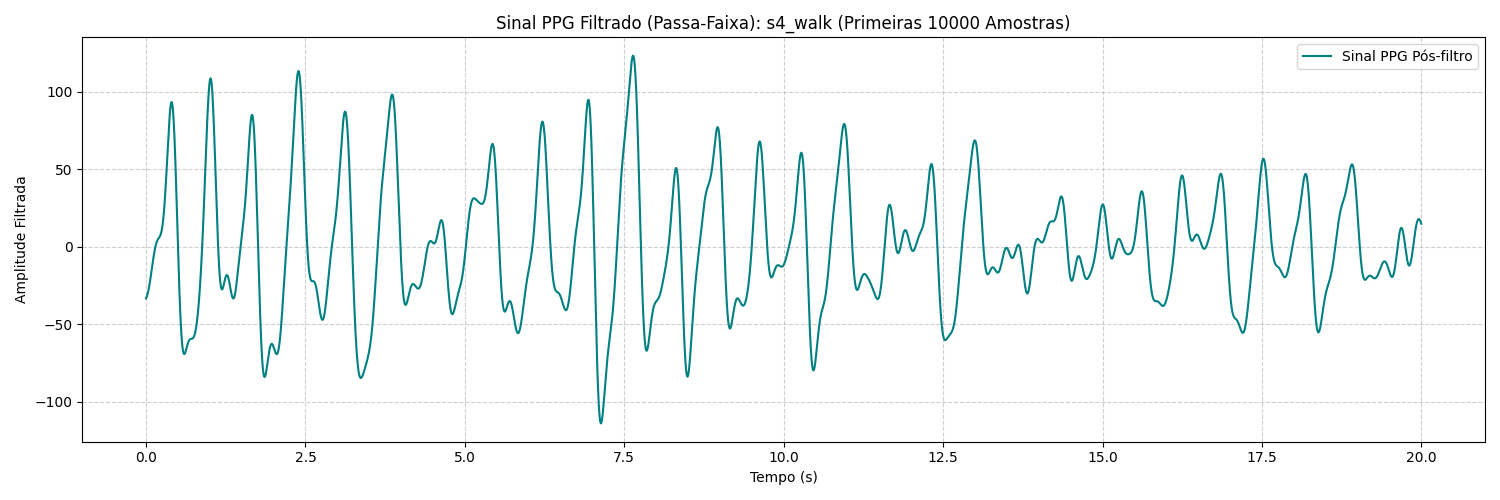 Sinal PPG Filtrado (Passa-Faixa): s4_walk (Primeiras 10000 Amostras)
Sinal PPG Pós-filtro
Amplitude Filtrada
100
50
0
−50
−100
0.0 2.5 5.0 7.5 10.0 12.5 15.0 17.5 20.0
Tempo (s)